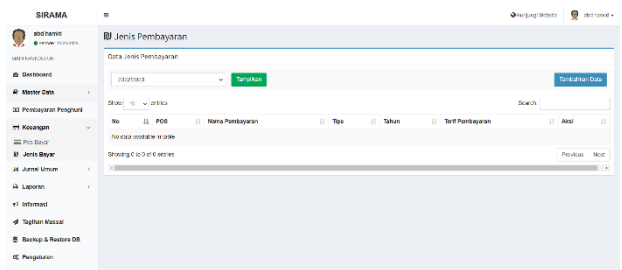 SIRAMA
Kunjungi Website
abd hamid
abd hamid
MAIN NAVIGATION
Dashboard
Master Data
Pembayaran Penghuni
Keuangan
Pos Bayar
Jenis Bayar
Jurnal Umum
Laporan
Informasi
Tagihan Massal
Backup & Restore DB
Pengaturan
Jenis Pembayaran
Data Jenis Pembayaran
2022/2023
Tampilkan
Tambahkan Data
Show 10 entries
Search:
No POS Nama Pembayaran Tipe Tahun Tarif Pembayaran Aksi
No data available in table
Showing 0 to 0 of 0 entries
Previous Next